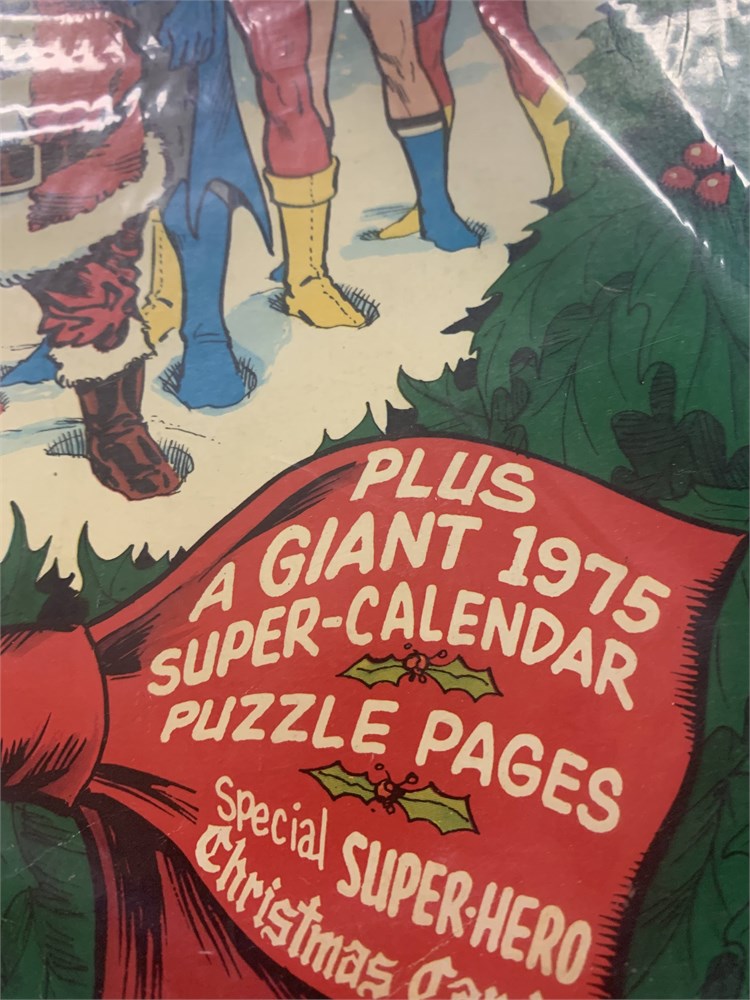 PLUS
A GIANT 1975
SUPER-CALENDAR
PUZZLE PAGES
Special SUPER-HERO
Christmas